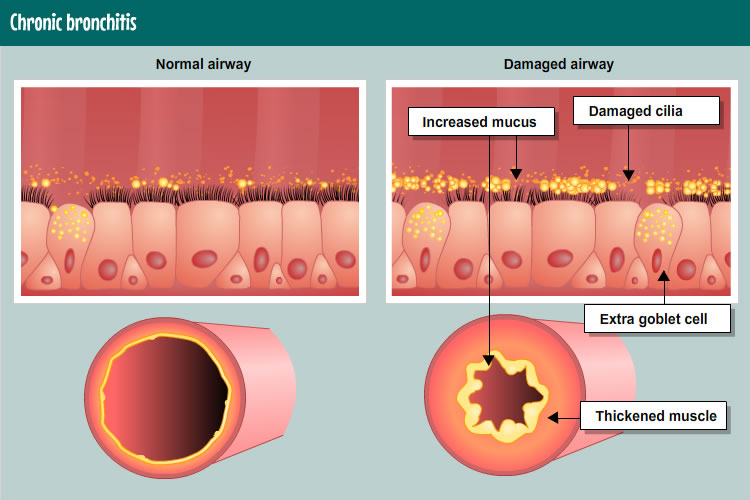 Chronic bronchitis
Normal airway
Damaged airway
Increased mucus
Damaged cilia
Extra goblet cell
Thickened muscle